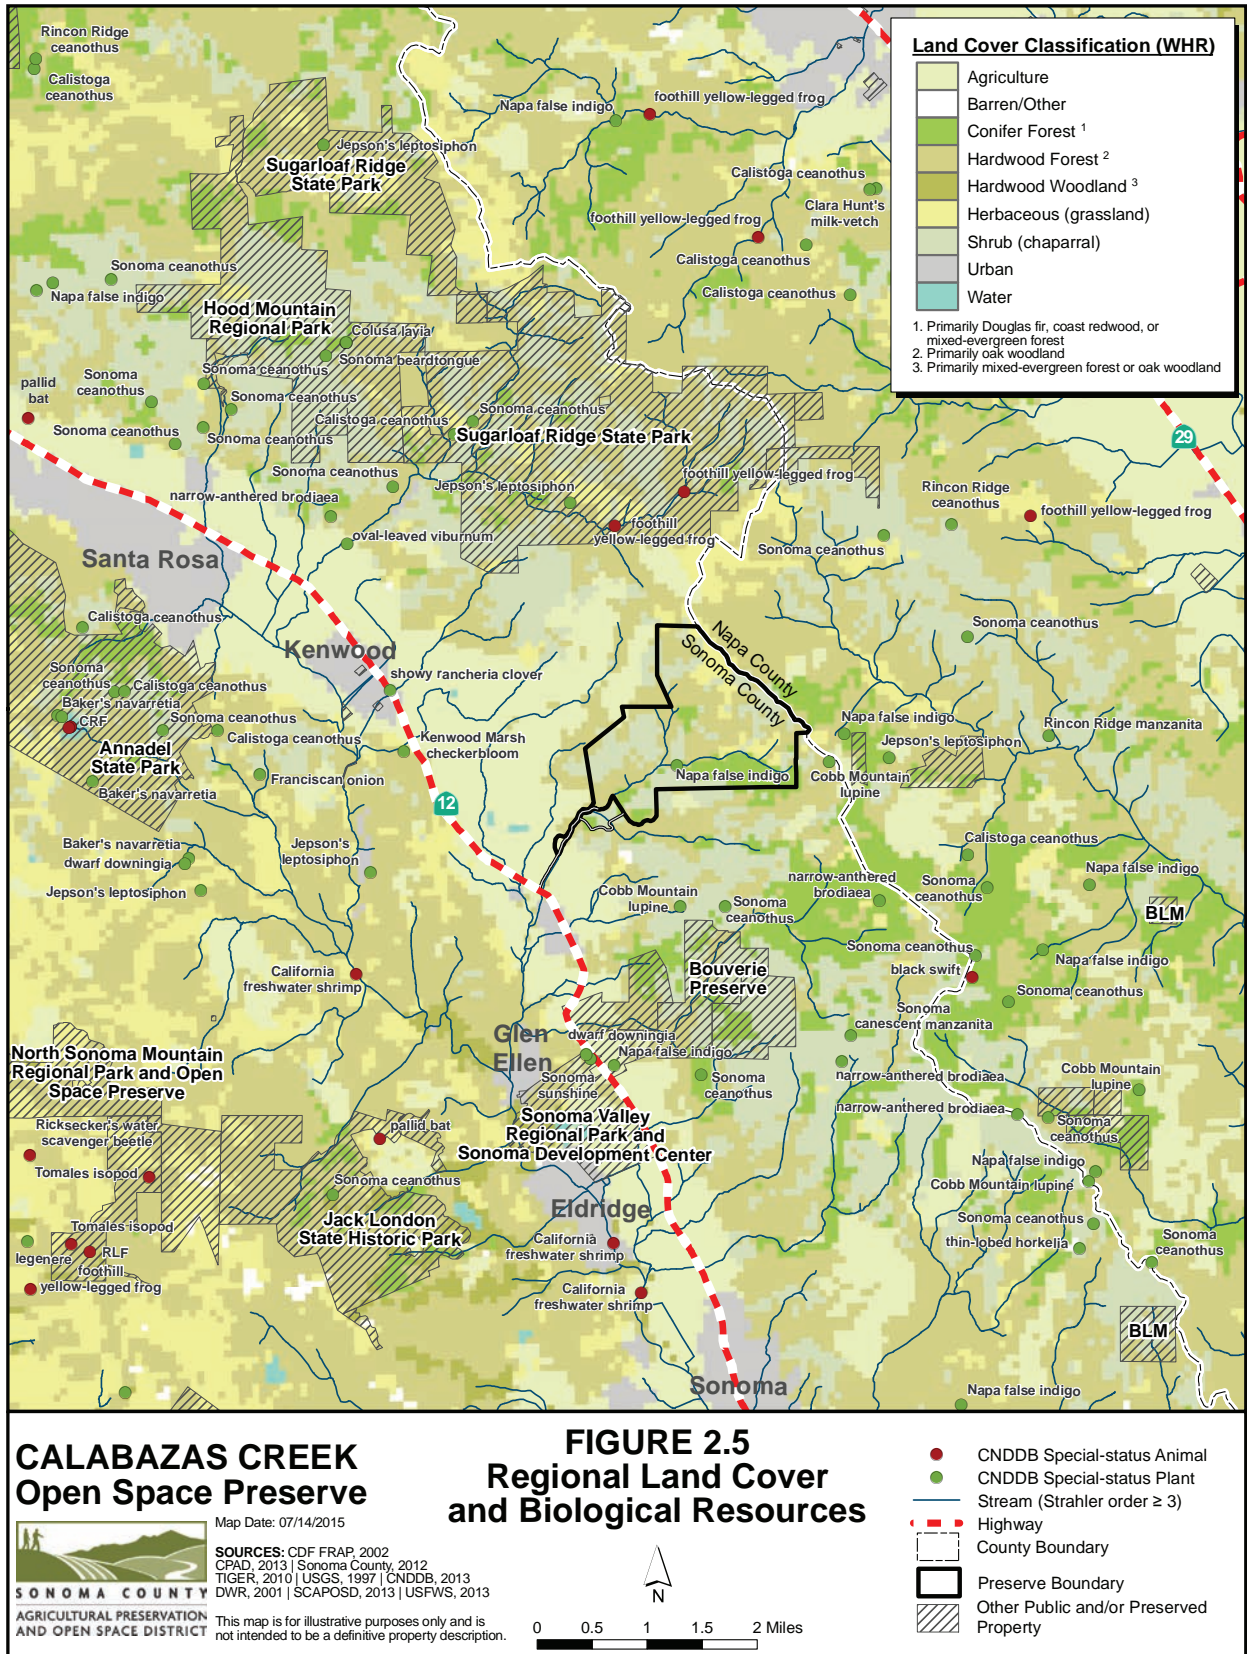 Land Cover Classification (WHR)
Agriculture
Barren/Other
Conifer Forest 1
Hardwood Forest 2
Hardwood Woodland 3
Herbaceous (grassland)
Shrub (chaparral)
Urban
Water
1. Primarily Douglas fir, coast redwood, or
mixed-evergreen forest
2. Primarily oak woodland
3. Primarily mixed-evergreen forest or oak woodland
Rincon Ridge
ceanothus
Calistoga
ceanothus
Napa false indigo
foothill yellow-legged frog
Jepson's leptosiphon
Sugarloaf Ridge
State Park
Calistoga ceanothus
Clara Hunt's
milk-vetch
foothill yellow-legged frog
Calistoga ceanothus
Calistoga ceanothus
Sonoma ceanothus
Napa false indigo
Hood Mountain
Regional Park
Colusa layia
Sonoma beardtongue
Sonoma ceanothus
pallid
bat
Sonoma
ceanothus
Sonoma ceanothus
Calistoga ceanothus
Sonoma ceanothus
Sonoma ceanothus
Sonoma ceanothus
Sugarloaf Ridge State Park
29
Sonoma ceanothus
Jepson's leptosiphon
foothill yellow-legged frog
narrow-anthered brodiaea
Rincon Ridge
ceanothus
foothill yellow-legged frog
foothill
yellow-legged frog
oval-leaved viburnum
Sonoma ceanothus
Santa Rosa
Calistoga ceanothus
Sonoma ceanothus
Kenwood
Napa County
Sonoma County
showy rancheria clover
Sonoma
ceanothus
Calistoga ceanothus
Baker's navarretia
CRF
Sonoma ceanothus
Calistoga ceanothus
Annadel
State Park
Kenwood Marsh
checkerbloom
Napa false indigo
Rincon Ridge manzanita
Jepson's leptosiphon
Franciscan onion
Napa false indigo
Cobb Mountain
lupine
Baker's navarretia
12
Baker's navarretia
dwarf downingia
Jepson's
leptosiphon
Calistoga ceanothus
Jepson's leptosiphon
Cobb Mountain
lupine
Sonoma
ceanothus
narrow-anthered
brodiaea
Sonoma
ceanothus
Napa false indigo
BLM
Sonoma ceanothus
black swift
Napa false indigo
California
freshwater shrimp
Bouverie
Preserve
Sonoma ceanothus
Sonoma
canescent manzanita
Glen
Ellen
dwarf downingia
Napa false indigo
North Sonoma Mountain
Regional Park and Open
Space Preserve
Sonoma
sunshine
Sonoma
ceanothus
narrow-anthered brodiaea
Cobb Mountain
lupine
narrow-anthered brodiaea
Sonoma
ceanothus
Ricksecker's water
scavenger beetle
pallid bat
Sonoma Valley
Regional Park and
Sonoma Development Center
Tomales isopod
Sonoma ceanothus
Napa false indigo
Cobb Mountain lupine
Eldridge
Jack London
State Historic Park
Sonoma ceanothus
thin-lobed horkelia
Sonoma
ceanothus
Tomales isopod
legenere
RLF
foothill
yellow-legged frog
California
freshwater shrimp
California
freshwater shrimp
BLM
Sonoma
Napa false indigo
CALABAZAS CREEK
Open Space Preserve
Map Date: 07/14/2015
SOURCES: CDF FRAP, 2002
CPAD, 2013 | Sonoma County, 2012
TIGER, 2010 | USGS, 1997 | CNDDB, 2013
DWR, 2001 | SCAPOSD, 2013 | USFWS, 2013
This map is for illustrative purposes only and is
not intended to be a definitive property description.
SONOMA COUNTY
AGRICULTURAL PRESERVATION
AND OPEN SPACE DISTRICT
FIGURE 2.5
Regional Land Cover
and Biological Resources
N
0 0.5 1 1.5 2 Miles
CNDDB Special-status Animal
CNDDB Special-status Plant
Stream (Strahler order ≥ 3)
Highway
County Boundary
Preserve Boundary
Other Public and/or Preserved
Property